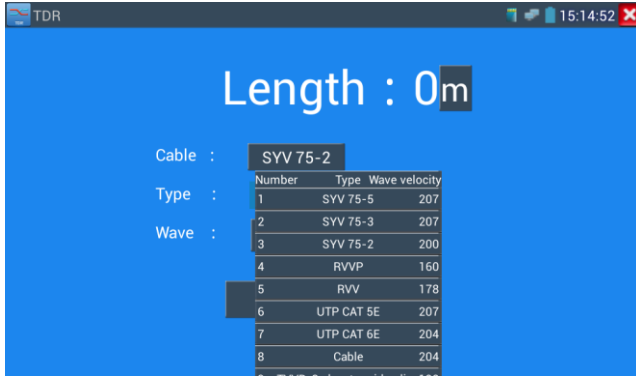 TDR 15:14:52
Length : 0m
Cable : SYV 75-2
Number Type Wave velocity
Type :
1 SYV 75-5 207
2 SYV 75-3 207
Wave :
3 SYV 75-2 200
4 RVVP 160
5 RVV 178
6 UTP CAT 5E 207
7 UTP CAT 6E 204
8 Cable 204